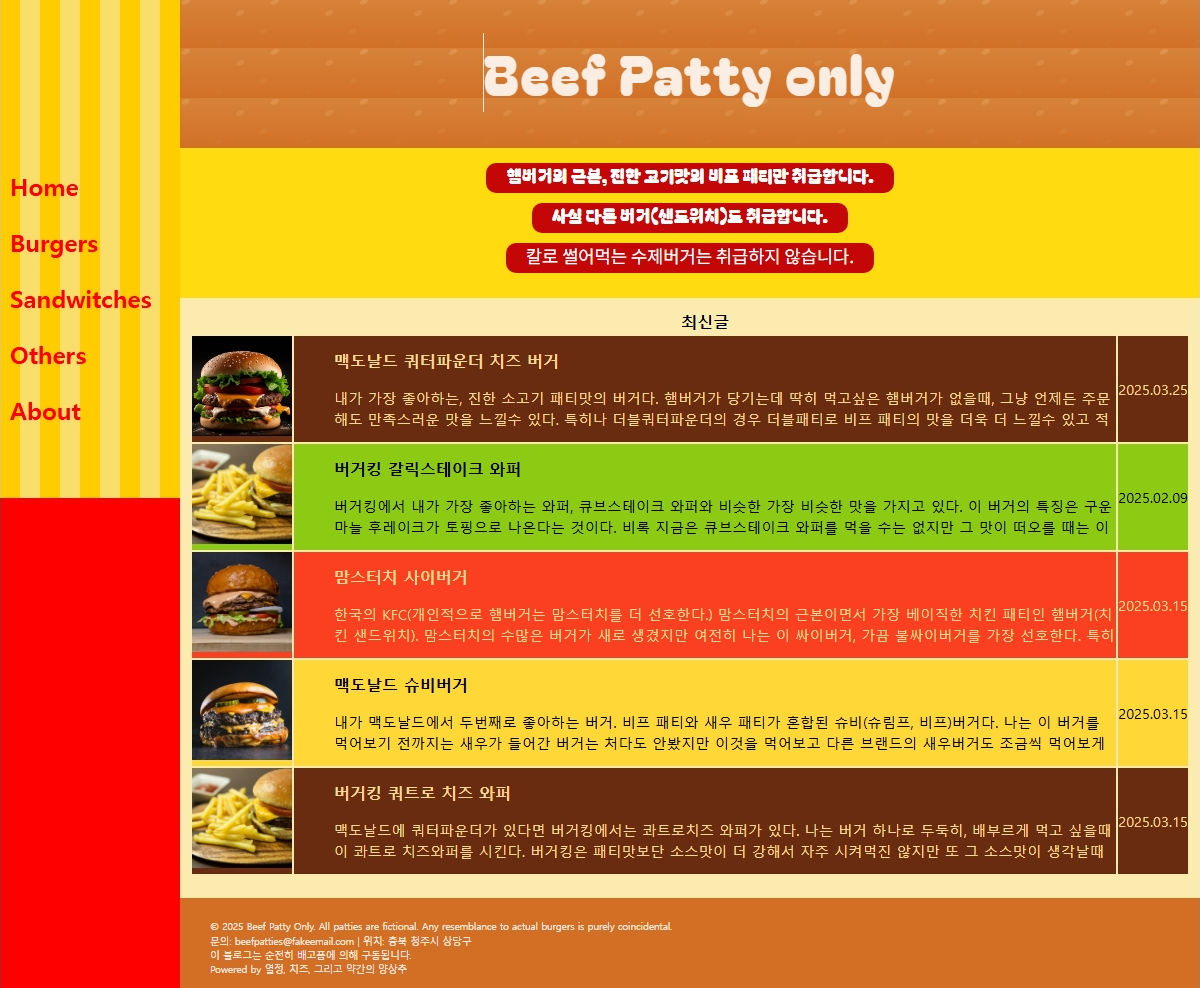 Beef Patty only
Home
Burgers
Sandwitches
Others
About
햄버거의 근본, 진한 고기맛의 비프 패티만 취급합니다.
사실 다른 버거(샌드위치)도 취급합니다.
칼로 썰어먹는 수제버거는 취급하지 않습니다.
최신글
맥도날드 쿼터파운더 치즈 버거
내가 가장 좋아하는, 진한 소고기 패티맛의 버거다. 햄버거가 당기는데 딱히 먹고싶은 햄버거가 없을때, 그냥 언제든 주문
해도 만족스러운 맛을 느낄수 있다. 특히나 더블쿼터파운더의 경우 더블패티로 비프 패티의 맛을 더욱 더 느낄수 있고 적
2025.03.25
버거킹 갈릭스테이크 와퍼
버거킹에서 내가 가장 좋아하는 와퍼, 큐브스테이크 와퍼와 비슷한 가장 비슷한 맛을 가지고 있다. 이 버거의 특징은 구운
마늘 후레이크가 토핑으로 나온다는 것이다. 비록 지금은 큐브스테이크 와퍼를 먹을 수는 없지만 그 맛이 떠오를 때는 이
2025.02.09
맘스터치 사이버거
한국의 KFC(개인적으로 햄버거는 맘스터치를 더 선호한다.) 맘스터치의 근본이면서 가장 베이직한 치킨 패티인 햄버거(치
킨 샌드위치). 맘스터치의 수많은 버거가 새로 생겼지만 여전히 나는 이 싸이버거, 가끔 불싸이버거를 가장 선호한다. 특히
2025.03.15
맥도날드 슈비버거
내가 맥도날드에서 두번째로 좋아하는 버거. 비프 패티와 새우 패티가 혼합된 슈비(슈림프, 비프)버거다. 나는 이 버거를
먹어보기 전까지는 새우가 들어간 버거는 처다도 안봤지만 이것을 먹어보고 다른 브랜드의 새우버거도 조금씩 먹어보게
2025.03.15
버거킹 쿼트로 치즈 와퍼
맥도날드에 쿼터파운더가 있다면 버거킹에서는 콰트로치즈 와퍼가 있다. 나는 버거 하나로 두둑히, 배부르게 먹고 싶을때
이 콰트로 치즈와퍼를 시킨다. 버거킹은 패티맛보단 소스맛이 더 강해서 자주 시켜먹진 않지만 또 그 소스맛이 생각날때
2025.03.15
© 2025 Beef Patty Only. All patties are fictional. Any resemblance to actual burgers is purely coincidental.
문의: beefpatties@fakeemail.com | 위치: 충북 청주시 상당구
이 블로그는 순전히 배고픔에 의해 구동됩니다.
Powered by 열정, 치즈, 그리고 약간의 양상추